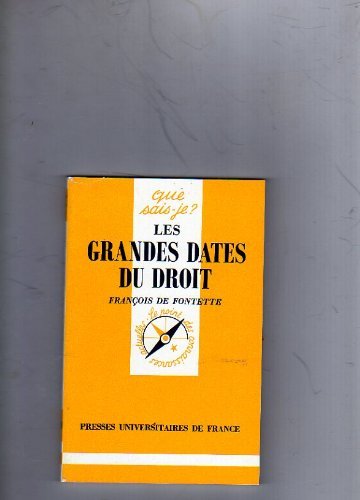 que
sais-je?
LES
GRANDES DATES
DU DROIT
FRANÇOIS DE FONTETTE
le point des connaissances actuelles
PRESSES UNIVERSITAIRES DE FRANCE